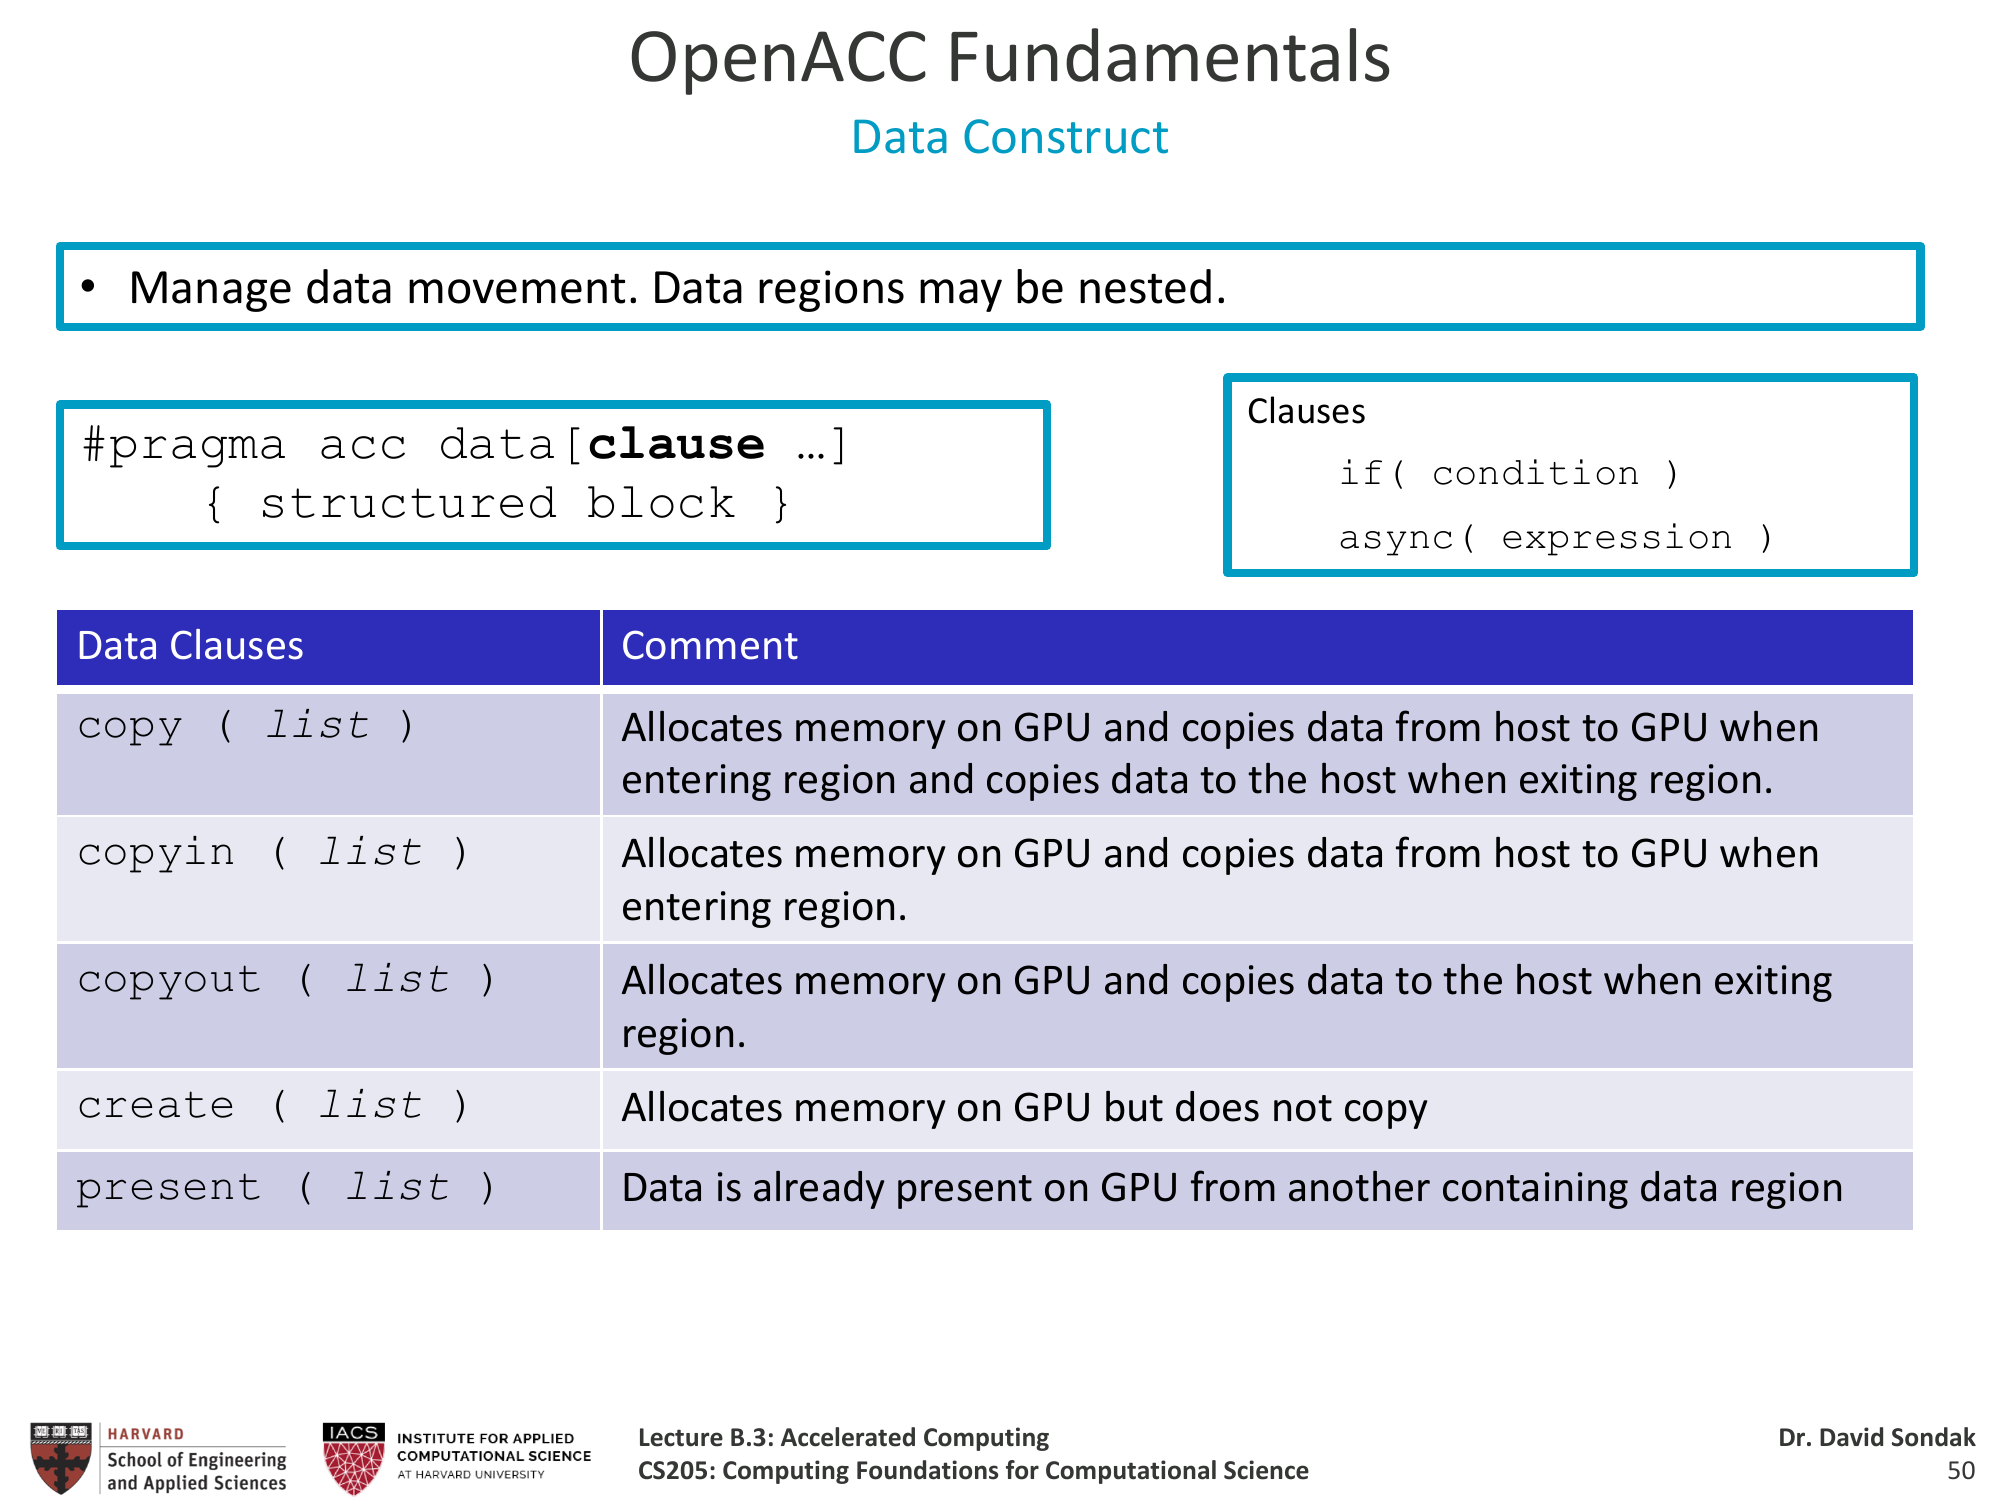 OpenACC Fundamentals
Data Construct
• Manage data movement. Data regions may be nested.
#pragma acc data[clause …]
{ structured block }
Clauses
if( condition )
async( expression )
Data Clauses
Comment
copy ( list )
Allocates memory on GPU and copies data from host to GPU when
entering region and copies data to the host when exiting region.
copyin ( list )
Allocates memory on GPU and copies data from host to GPU when
entering region.
copyout ( list )
Allocates memory on GPU and copies data to the host when exiting
region.
create ( list )
Allocates memory on GPU but does not copy
present ( list )
Data is already present on GPU from another containing data region
HARVARD
School of Engineering
and Applied Sciences
IACS
INSTITUTE FOR APPLIED
COMPUTATIONAL SCIENCE
AT HARVARD UNIVERSITY
Lecture B.3: Accelerated Computing
CS205: Computing Foundations for Computational Science
Dr. David Sondak
50